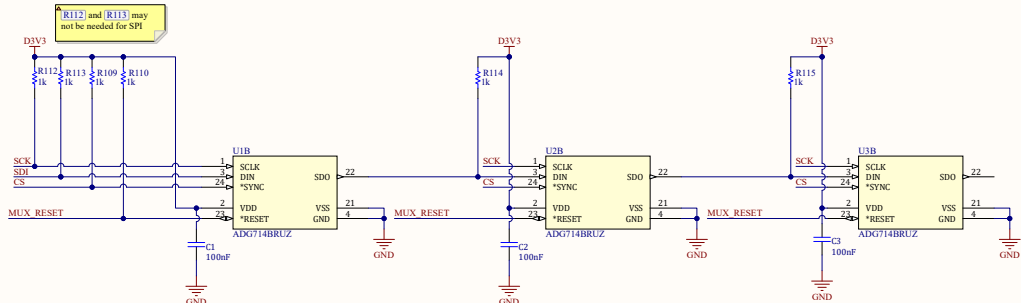 R112 and R113 may
not be needed for SPI
D3V3
D3V3
D3V3
R112
1k
R113
1k
R109
1k
R110
1k
R114
1k
R115
1k
U1B
U2B
U3B
SCK
SDI
CS
MUX_RESET
1
3
24
2
23
SCLK
DIN
*SYNC
VDD
*RESET
SDO
VSS
GND
22
21
4
ADG714BRUZ
C1
100nF
GND
GND
SCK
CS
MUX_RESET
1
3
24
2
23
SCLK
DIN
*SYNC
VDD
*RESET
SDO
VSS
GND
22
21
4
ADG714BRUZ
C2
100nF
GND
GND
SCK
CS
MUX_RESET
1
3
24
2
23
SCLK
DIN
*SYNC
VDD
*RESET
SDO
VSS
GND
22
21
4
ADG714BRUZ
C3
100nF
GND
GND